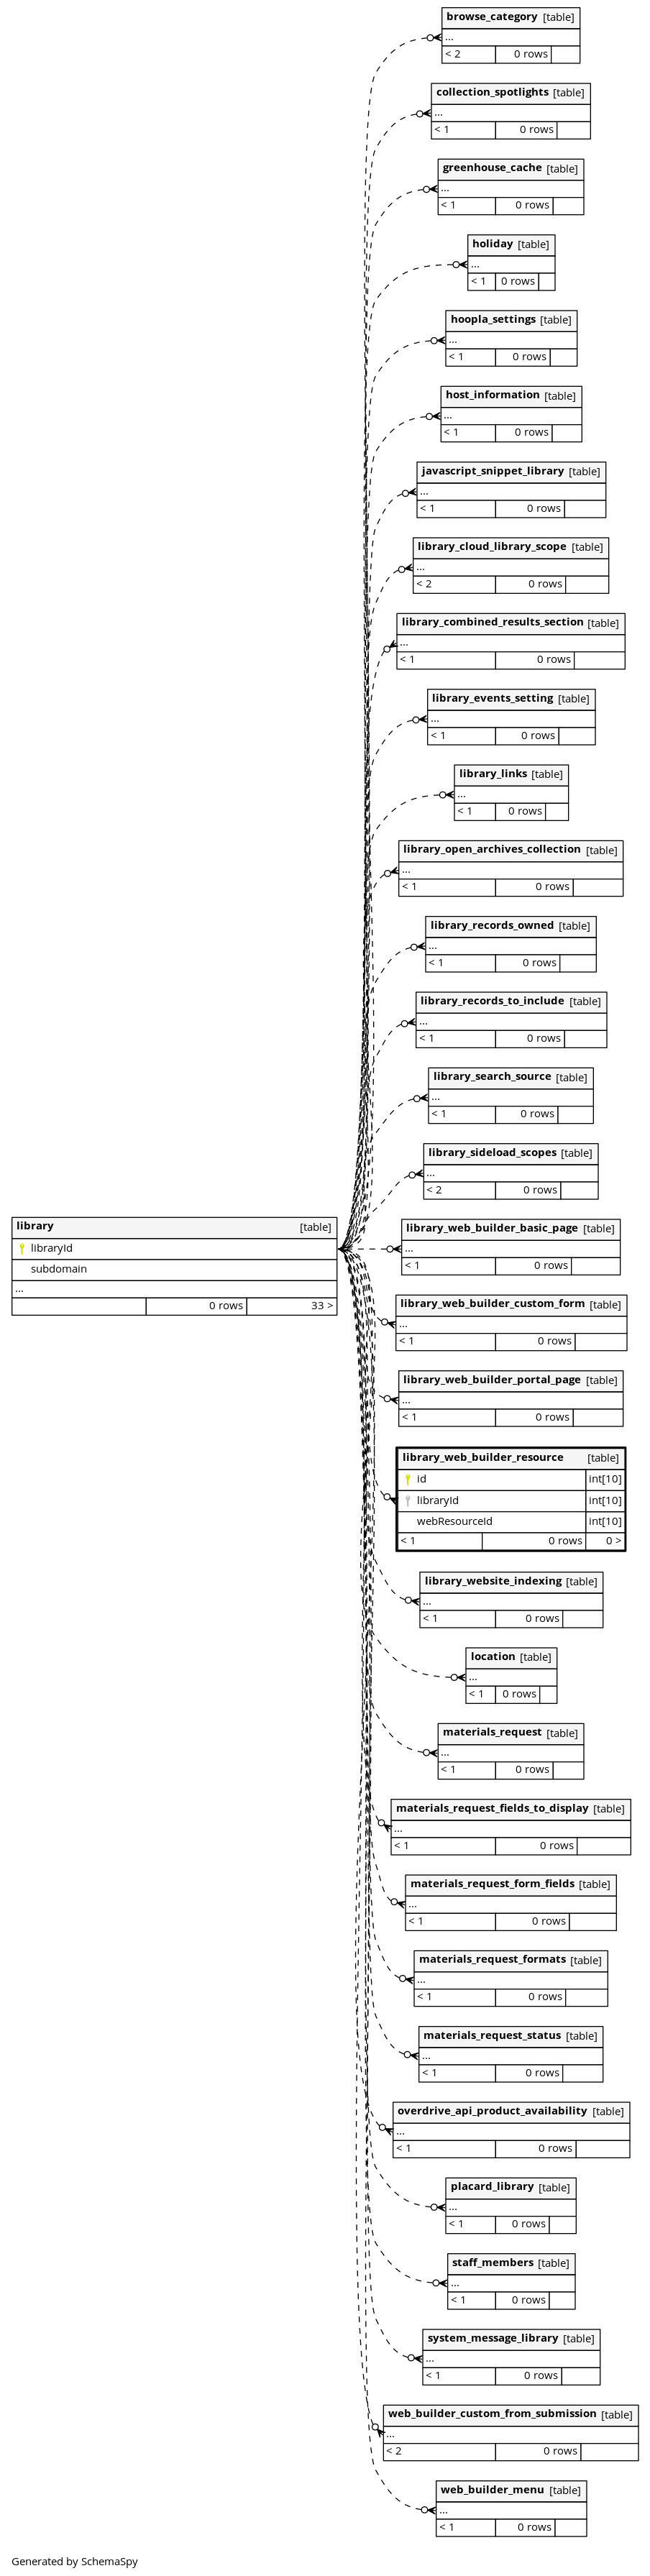 browse_category [table]
...
< 2 0 rows
collection_spotlights [table]
...
< 1 0 rows
greenhouse_cache [table]
...
< 1 0 rows
holiday [table]
...
< 1 0 rows
hoopla_settings [table]
...
< 1 0 rows
host_information [table]
...
< 1 0 rows
javascript_snippet_library [table]
...
< 1 0 rows
library_cloud_library_scope [table]
...
< 2 0 rows
library_combined_results_section [table]
...
< 1 0 rows
library_events_setting [table]
...
< 1 0 rows
library_links [table]
...
< 1 0 rows
library_open_archives_collection [table]
...
< 1 0 rows
library_records_owned [table]
...
< 1 0 rows
library_records_to_include [table]
...
< 1 0 rows
library_search_source [table]
...
< 1 0 rows
library_sideload_scopes [table]
...
< 2 0 rows
library [table]
libraryId
subdomain
...
0 rows 33 >
library_web_builder_basic_page [table]
...
< 1 0 rows
library_web_builder_custom_form [table]
...
< 1 0 rows
library_web_builder_portal_page [table]
...
< 1 0 rows
library_web_builder_resource [table]
id int[10]
libraryId int[10]
webResourceId int[10]
< 1 0 rows 0 >
library_website_indexing [table]
...
< 1 0 rows
location [table]
...
< 1 0 rows
materials_request [table]
...
< 1 0 rows
materials_request_fields_to_display [table]
...
< 1 0 rows
materials_request_form_fields [table]
...
< 1 0 rows
materials_request_formats [table]
...
< 1 0 rows
materials_request_status [table]
...
< 1 0 rows
overdrive_api_product_availability [table]
...
< 1 0 rows
placard_library [table]
...
< 1 0 rows
staff_members [table]
...
< 1 0 rows
system_message_library [table]
...
< 1 0 rows
web_builder_custom_from_submission [table]
...
< 2 0 rows
web_builder_menu [table]
...
< 1 0 rows
Generated by SchemaSpy